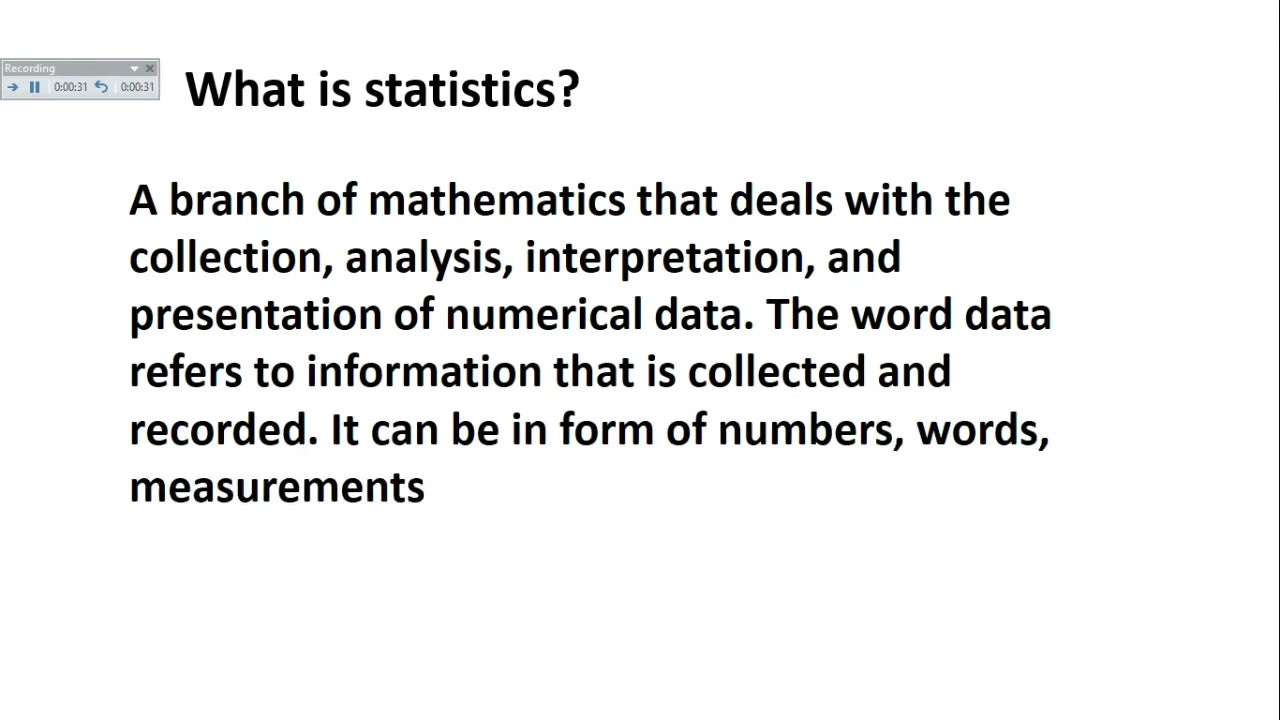 Recording
0:00:31 0:00:31
What is statistics?
A branch of mathematics that deals with the
collection, analysis, interpretation, and
presentation of numerical data. The word data
refers to information that is collected and
recorded. It can be in form of numbers, words,
measurements